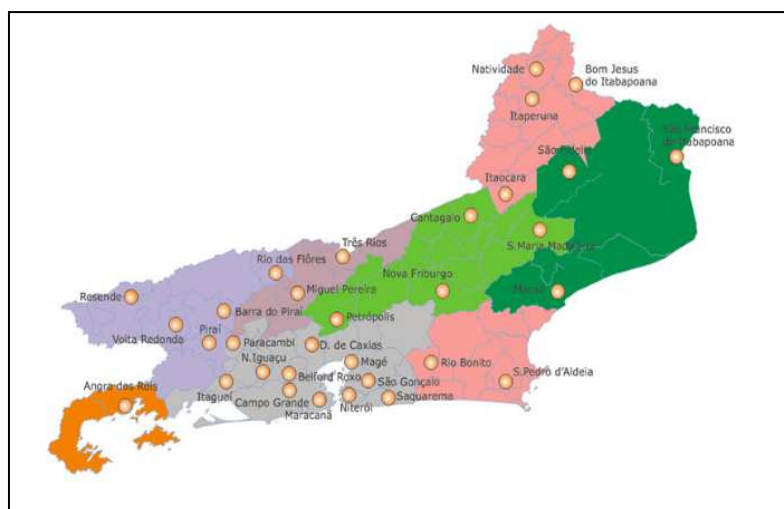 Natividade
Bom Jesus
do Itabapoana
Itaperuna
São Francisco
do Itabapoana
São Fidelis
Itaocara
Cantagalo
S.Maria Madalena
Três Rios
Rio das Flôres
Nova Friburgo
Resende
Miguel Pereira
Macaé
Barra do Piraí
Petrópolis
Volta Redonda
Piraí
Paracambi
D. de Caxias
N.Iguaçu
Magé
Rio Bonito
Belford Roxo
São Gonçalo
S.Pedro d'Aldeia
Angra dos Reis
Itaguaí
Campo Grande
Niterói
Saquarema
Maracanã